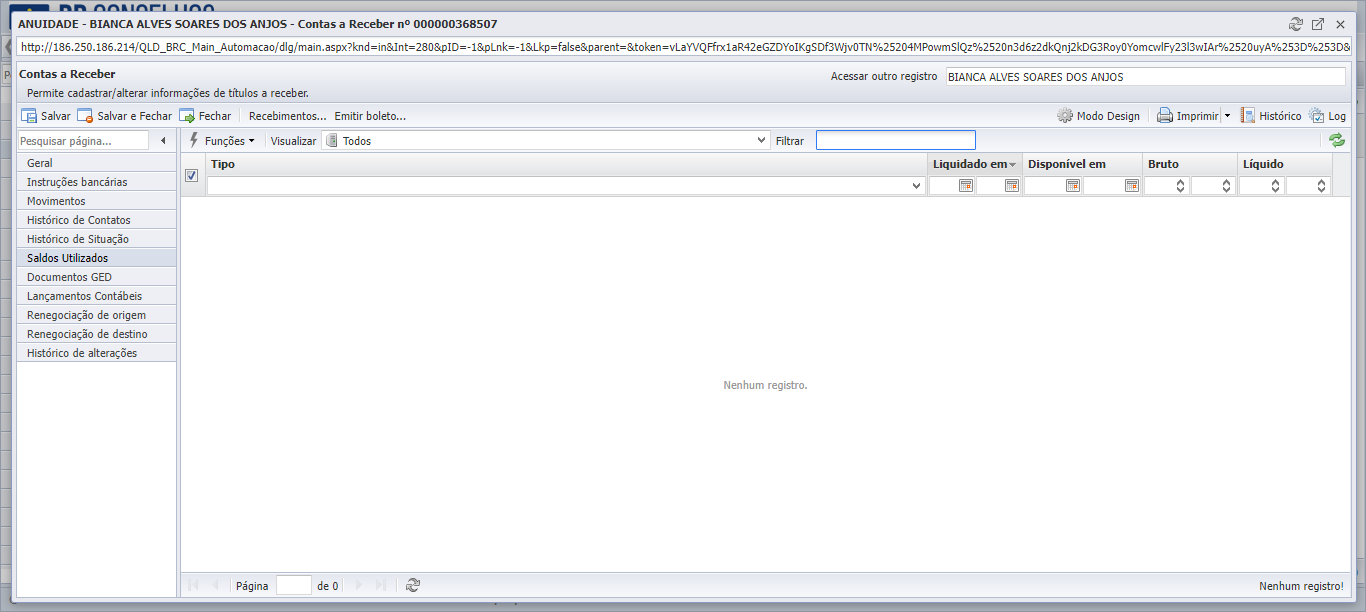 BR CONSELHOS
ANUIDADE - BIANCA ALVES SOARES DOS ANJOS - Contas a Receber nº 000000368507
http://186.250.186.214/QLD_BRC_Main_Automacao/dlg/main.aspx?knd=in&Int=280&pID=-1&pLnk=-1&Lkp=false&parent=&token=vLaYVQFfrx1aR42eGZDYoIKgSDf3Wjv0TN%25204MPowmSlQz%2520n3d6z2dkQnj2kDG3Roy0YomcwlFy23l3wIAr%2520uyA%253D%253D&
Contas a Receber
Acessar outro registro BIANCA ALVES SOARES DOS ANJOS
Permite cadastrar/alterar informações de títulos a receber.
Salvar Salvar e Fechar Fechar Recebimentos... Emitir boleto... Modo Design Imprimir Histórico Log
Pesquisar página... Funções Visualizar Todos Filtrar
Geral
Instruções bancárias
Movimentos
Histórico de Contatos
Histórico de Situação
Saldos Utilizados
Documentos GED
Lançamentos Contábeis
Renegociação de origem
Renegociação de destino
Histórico de alterações
Tipo Liquidado em Disponível em Bruto Líquido
Nenhum registro.
Página de 0 Nenhum registro!